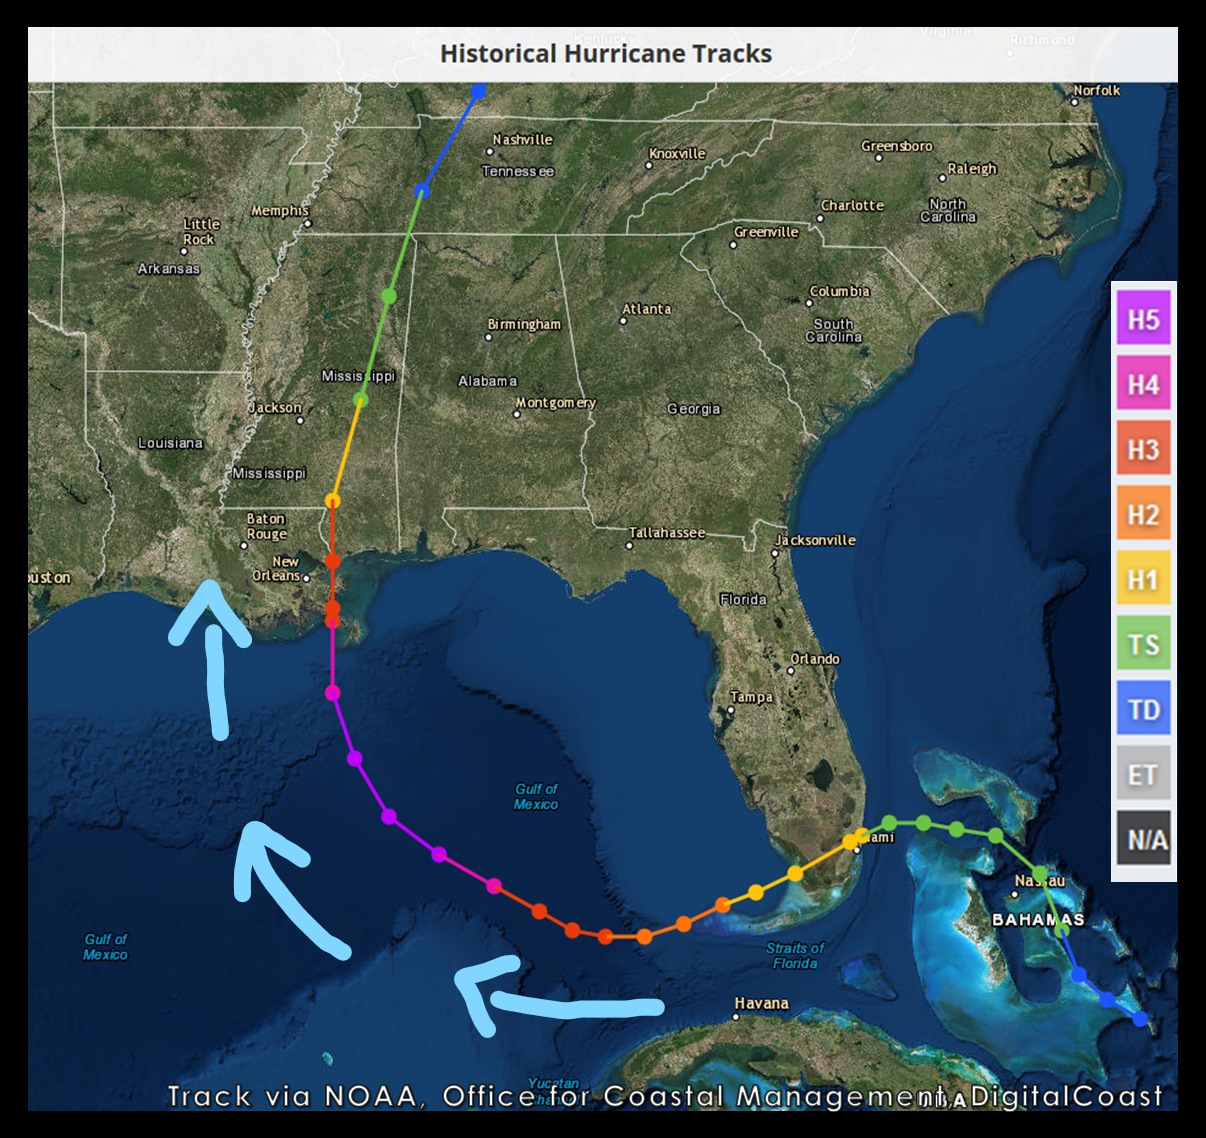 Kentucky
Virginia
Richmond
Historical Hurricane Tracks
Norfolk
Nashville
Tennessee
Knoxville
Greensboro
Raleigh
Memphis
Little
Rock
Arkansas
Charlotte
North
Carolina
Greenville
Columbia
South
Carolina
Atlanta
Birmingham
Mississippi
Alabama
Montgomery
Georgia
Jackson
Louisiana
Mississippi
Baton
Rouge
New
Orleans
uston
Tallahassee
Jacksonville
Florida
Orlando
Tampa
Gulf of
Mexico
ami
Nassau
BAHAMAS
Gulf of
Mexico
Straits of
Florida
Havana
Yucatan
H5
H4
H3
H2
H1
TS
TD
ET
N/A
Track via NOAA, Office for Coastal Management, DigitalCoast